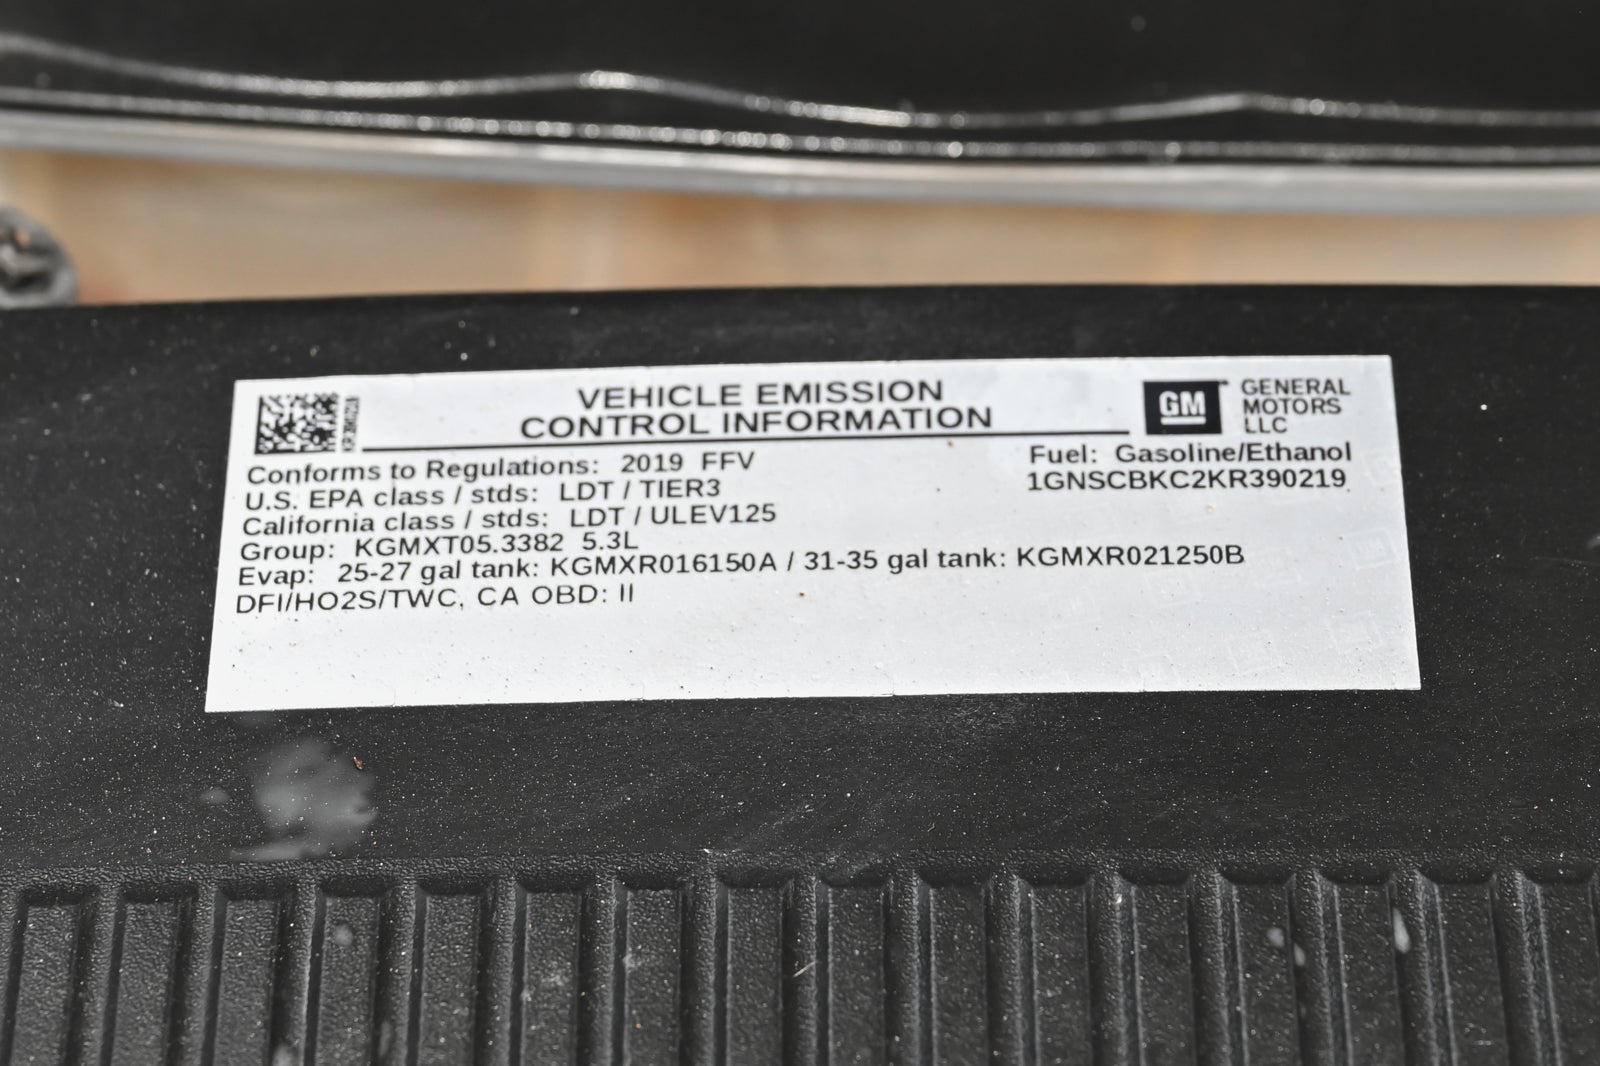 VEHICLE EMISSION
CONTROL INFORMATION
GM
GENERAL
MOTORS
LLC
Conforms to Regulations: 2019 FFV
Fuel: Gasoline/Ethanol
U.S. EPA class / stds: LDT / TIER3
1GNSCBKC2KR390219
California class / stds: LDT / ULEV125
Group: KGMXT05.3382 5.3L
Evap: 25-27 gal tank: KGMXR016150A / 31-35 gal tank: KGMXR021250B
DFI/HO2S/TWC, CA OBD: II